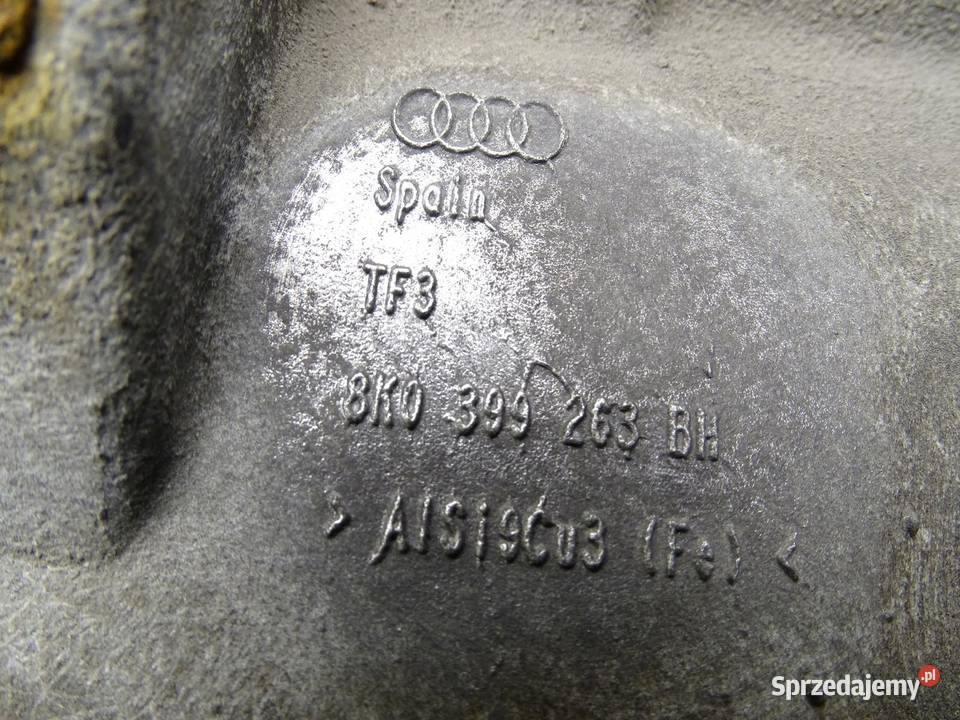 Spain
TF3
8K0 399 263 BH
> AlSi9Cu3 (Fe) <
Sprzedajemy.pl